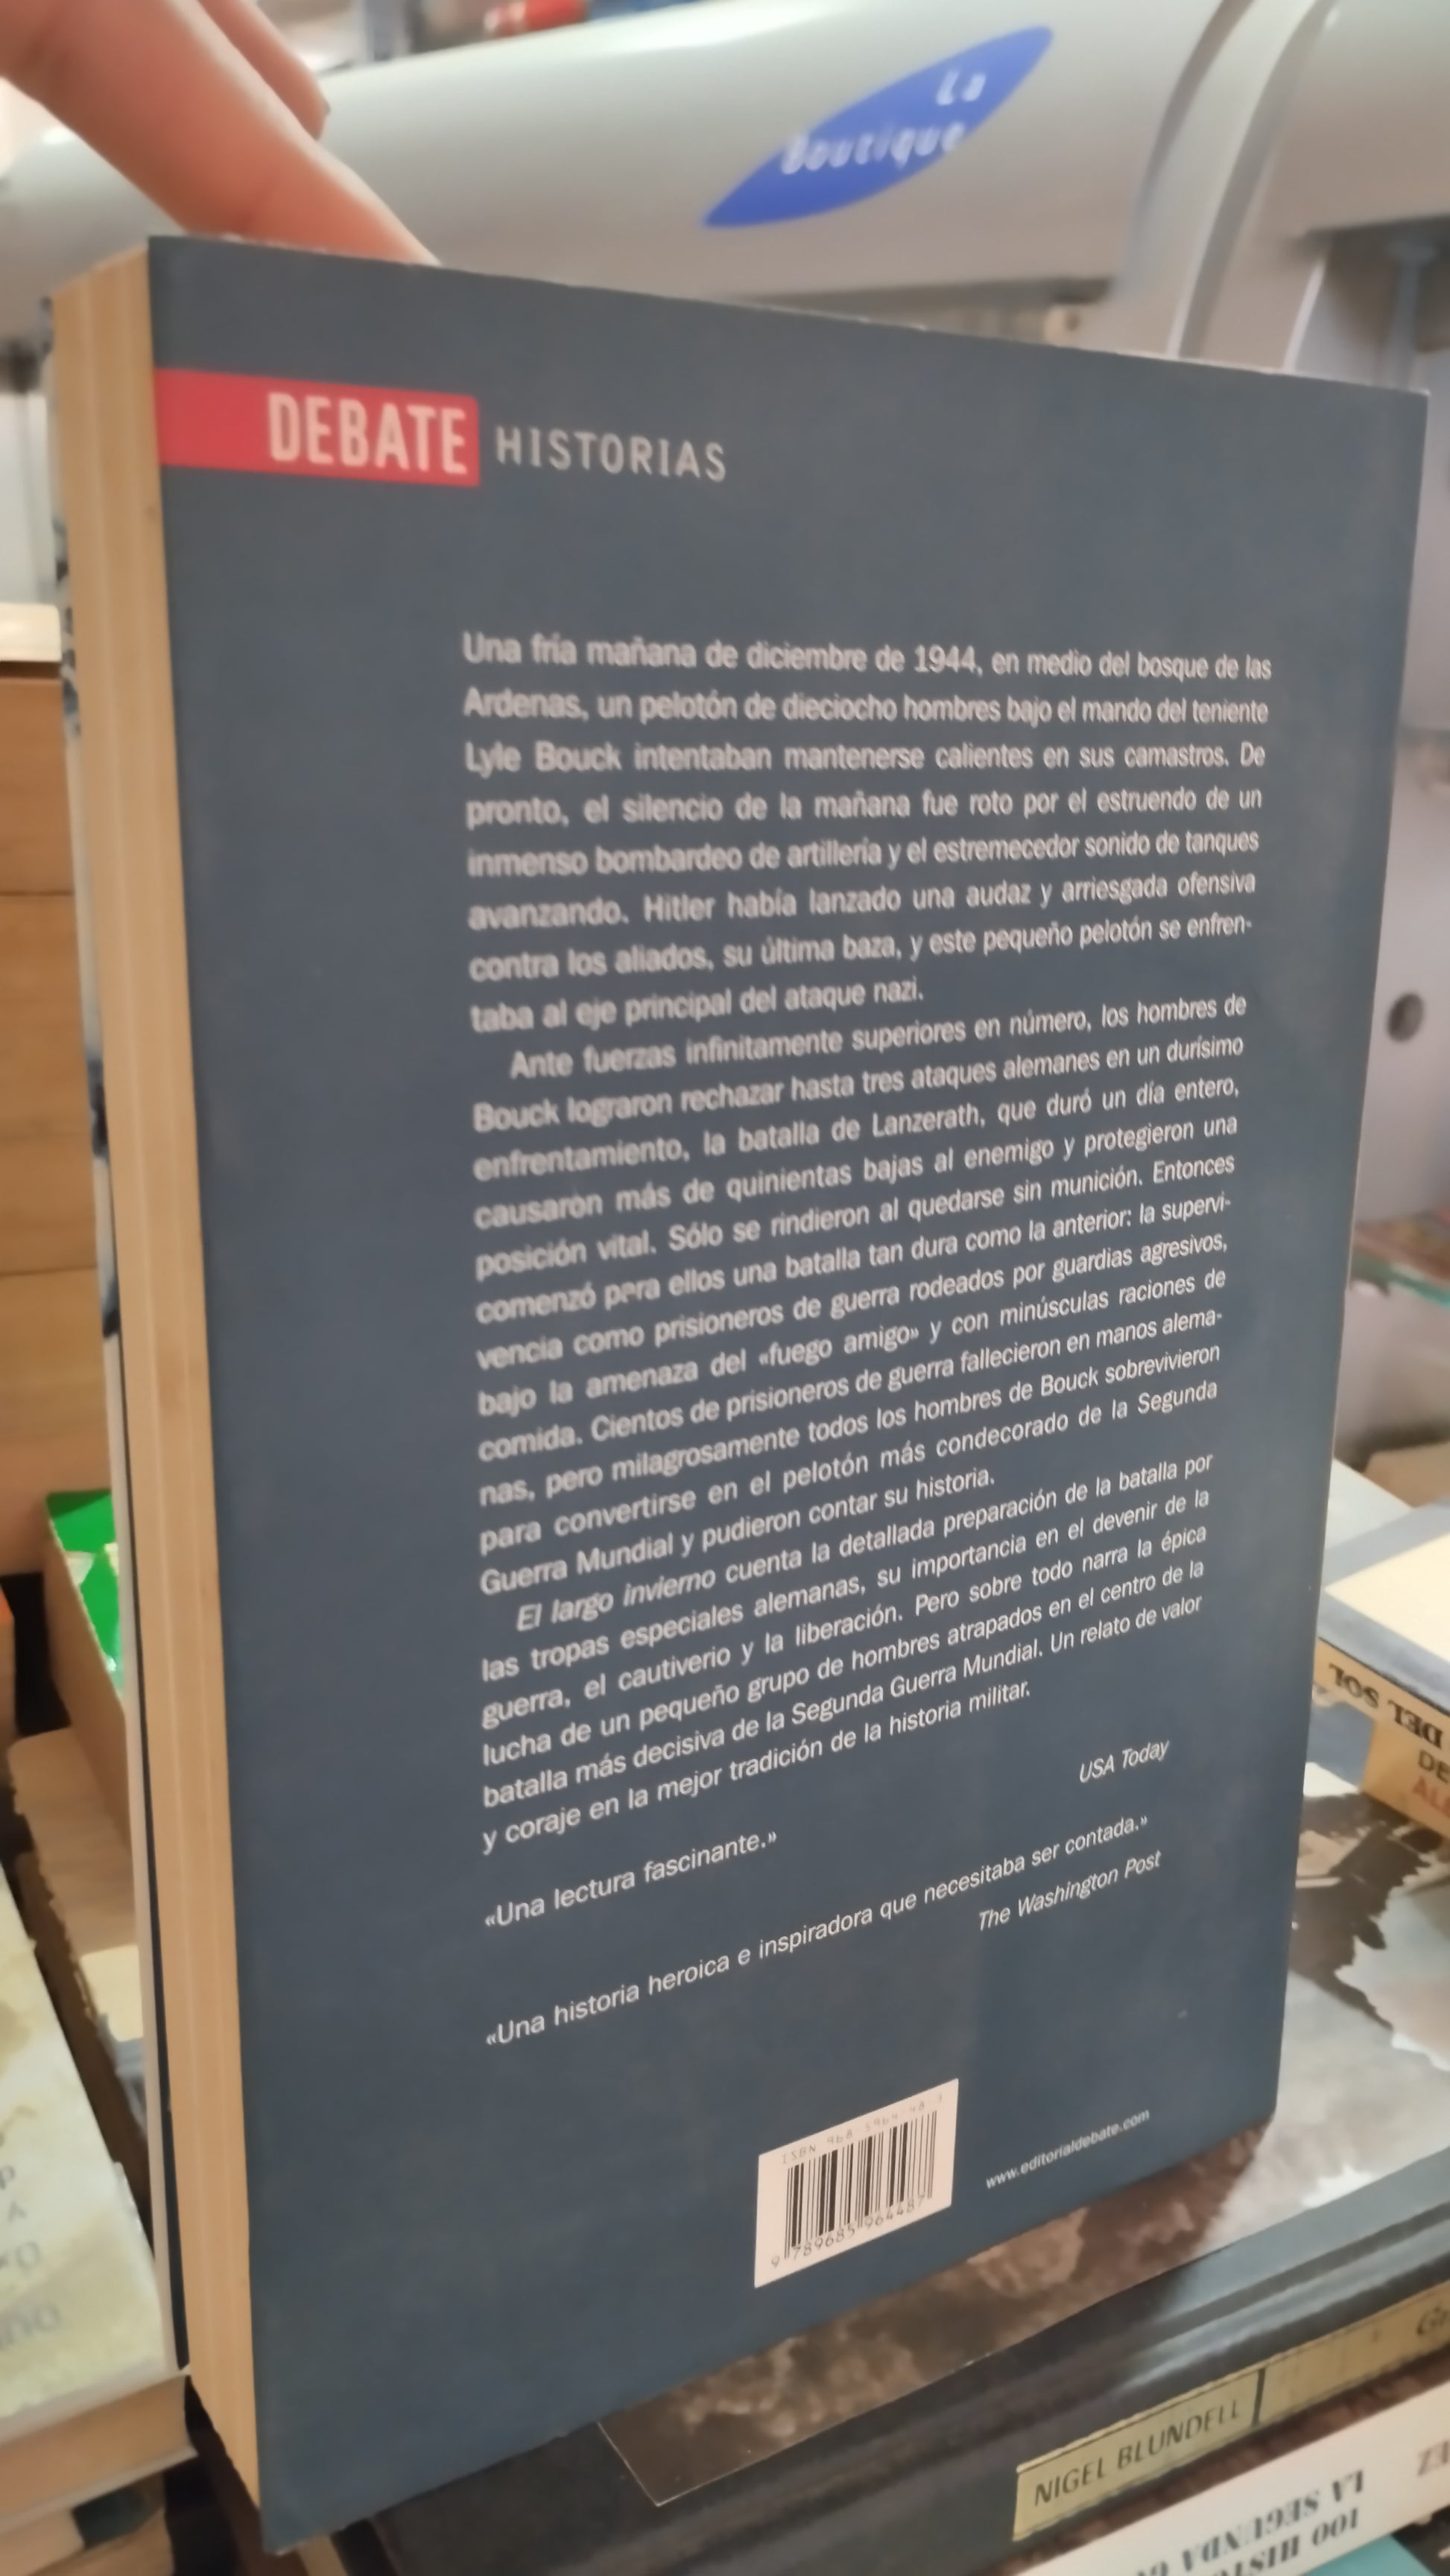 La
Boutique
DEBATE HISTORIAS
Una fría mañana de diciembre de 1944, en medio del bosque de las
Ardenas, un pelotón de dieciocho hombres bajo el mando del teniente
Lyle Bouck intentaban mantenerse calientes en sus camastros. De
pronto, el silencio de la mañana fue roto por el estruendo de un
inmenso bombardeo de artillería y el estremecedor sonido de tanques
avanzando. Hitler había lanzado una audaz y arriesgada ofensiva
contra los aliados, su última baza, y este pequeño pelotón se enfren-
taba al eje principal del ataque nazi.
Ante fuerzas infinitamente superiores en número, los hombres de
Bouck lograron rechazar hasta tres ataques alemanes en un durísimo
enfrentamiento, la batalla de Lanzerath, que duró un día entero,
causaron más de quinientas bajas al enemigo y protegieron una
posición vital. Sólo se rindieron al quedarse sin munición. Entonces
comenzó para ellos una batalla tan dura como la anterior: la supervi-
vencia como prisioneros de guerra rodeados por guardias agresivos,
bajo la amenaza del «fuego amigo» y con minúsculas raciones de
comida. Cientos de prisioneros de guerra fallecieron en manos alema-
nas, pero milagrosamente todos los hombres de Bouck sobrevivieron
para convertirse en el pelotón más condecorado de la Segunda
Guerra Mundial y pudieron contar su historia.
El largo invierno cuenta la detallada preparación de la batalla por
las tropas especiales alemanas, su importancia en el devenir de la
guerra, el cautiverio y la liberación. Pero sobre todo narra la épica
lucha de un pequeño grupo de hombres atrapados en el centro de la
batalla más decisiva de la Segunda Guerra Mundial. Un relato de valor
y coraje en la mejor tradición de la historia militar.
«Una lectura fascinante.»
USA Today
«Una historia heroica e inspiradora que necesitaba ser contada.»
The Washington Post
ISBN 968
9 789685 964487
www.editorialdebate.com
DEL SOL
NIGEL BLUNDELL
LA SEGUNDA
100